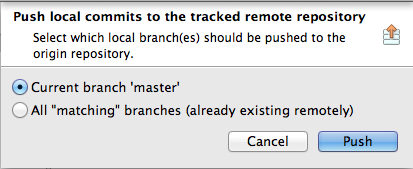 Push local commits to the tracked remote repository
Select which local branch(es) should be pushed to the
origin repository.
Current branch 'master'
All "matching" branches (already existing remotely)
Cancel
Push